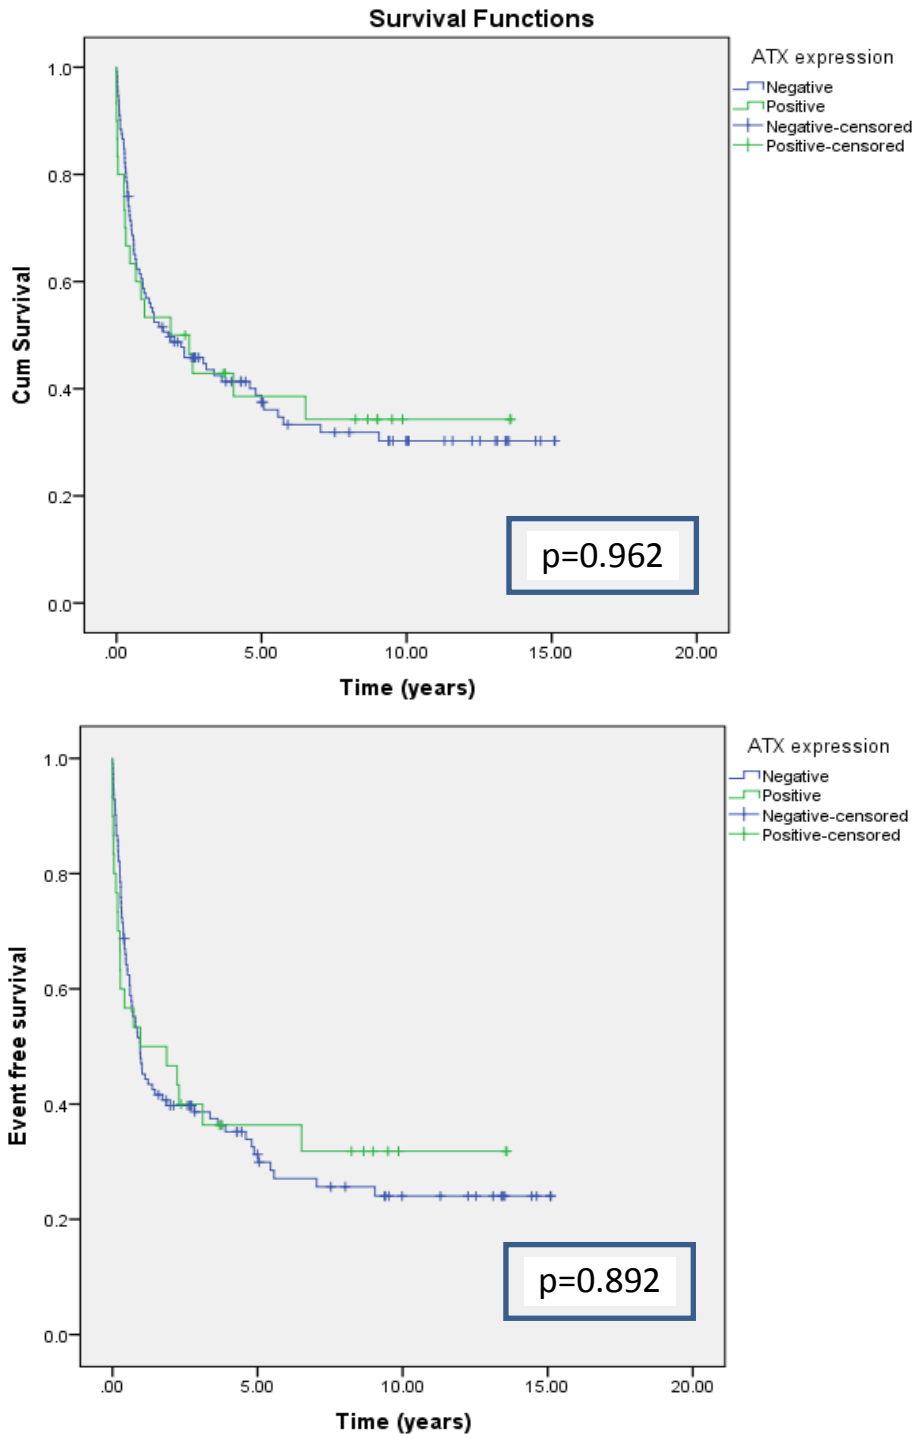 Survival Functions
ATX expression
Negative
Positive
Negative-censored
Positive-censored
1.0
0.8
0.6
0.4
0.2
0.0
Cum Survival
p=0.962
.00 5.00 10.00 15.00 20.00
Time (years)
ATX expression
Negative
Positive
Negative-censored
Positive-censored
1.0
0.8
0.6
0.4
0.2
0.0
Event free survival
p=0.892
.00 5.00 10.00 15.00 20.00
Time (years)